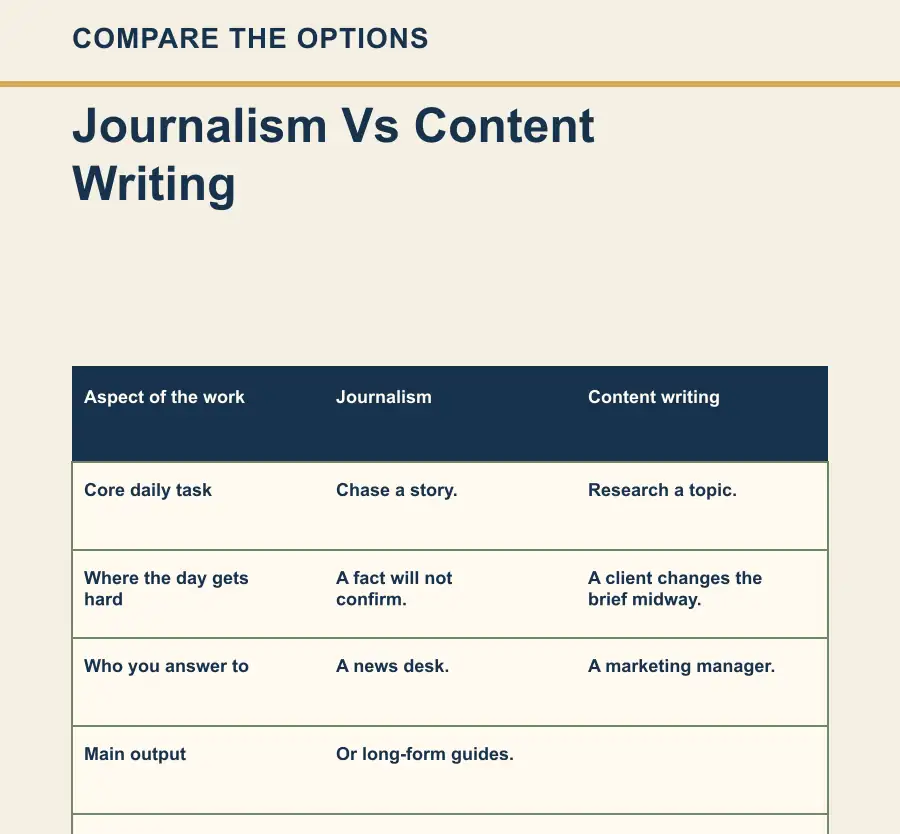 COMPARE THE OPTIONS
Journalism Vs Content
Writing
Aspect of the work Journalism Content writing
Core daily task Chase a story. Research a topic.
Where the day gets A fact will not A client changes the
hard confirm. brief midway.
Who you answer to A news desk. A marketing manager.
Main output Or long-form guides.